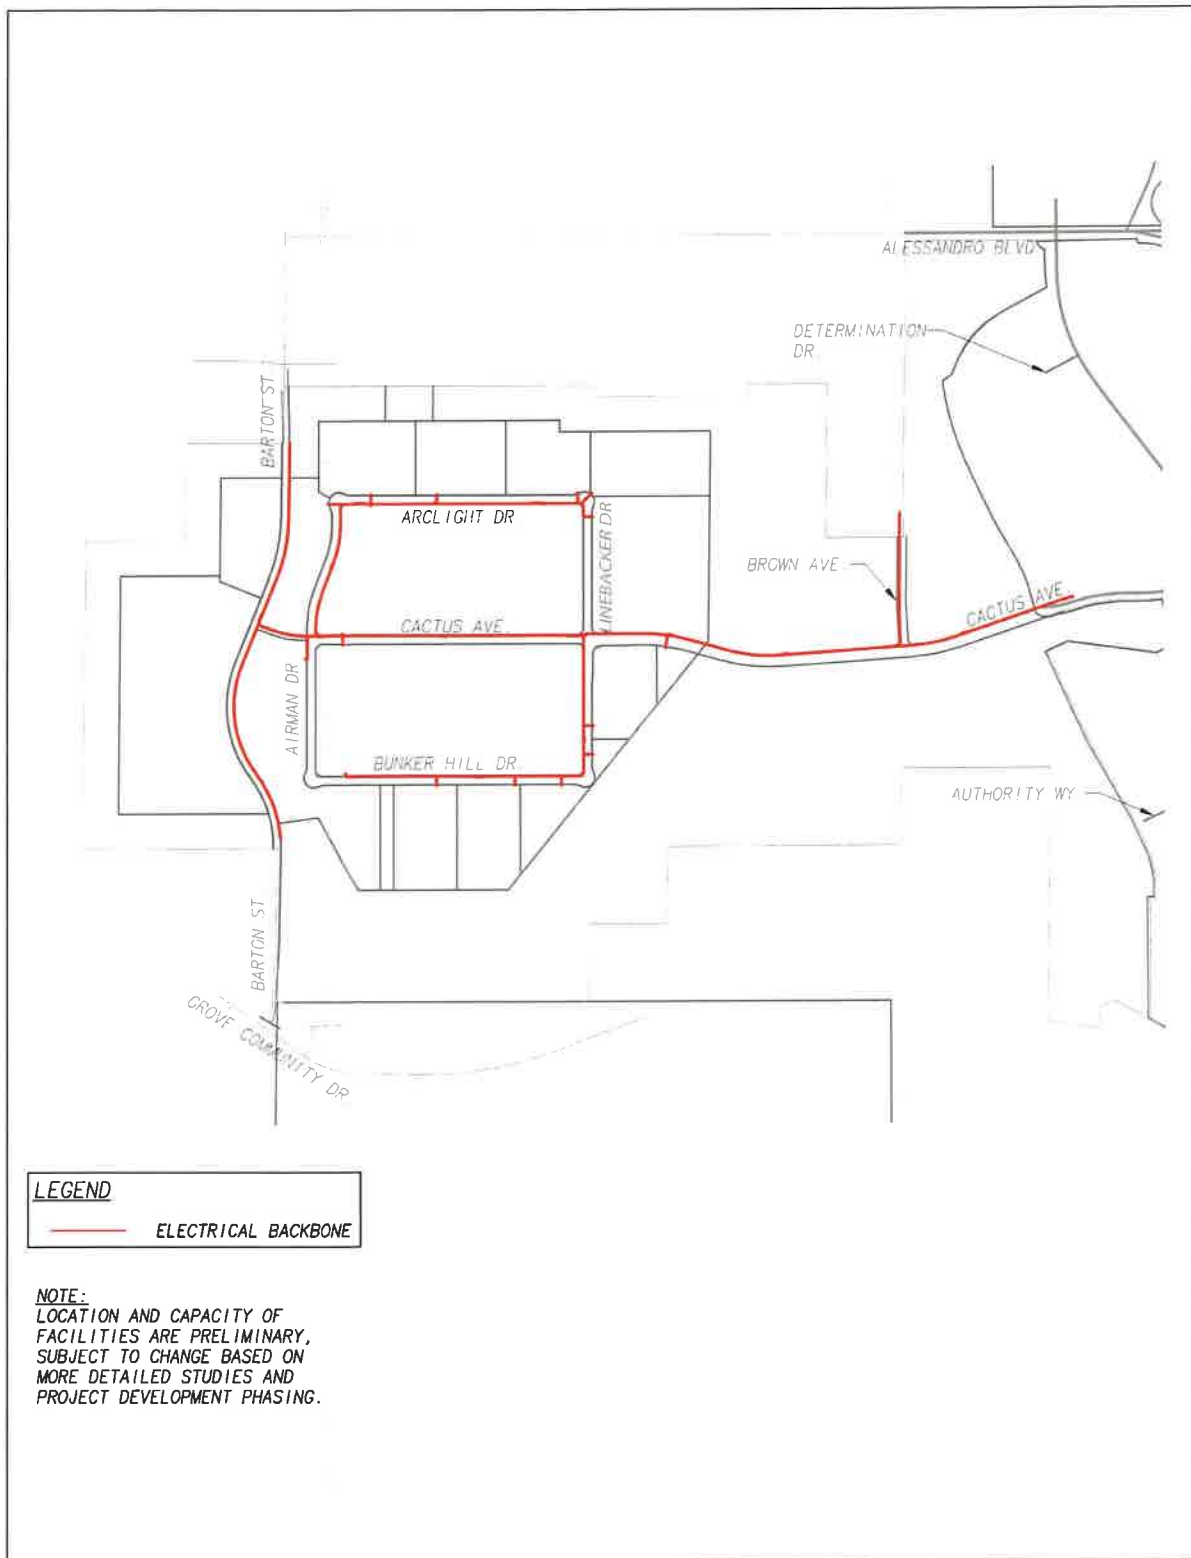 ALESSANDRO BLVD
DETERMINATION
DR.
BARTON ST.
ARCLIGHT DR
LINEBACKER DR
BROWN AVE.
CACTUS AVE.
CACTUS AVE.
AIRMAN DR
BUNKER HILL DR.
AUTHORITY WY
BARTON ST
GROVE COMMUNITY DR
LEGEND
ELECTRICAL BACKBONE
NOTE:
LOCATION AND CAPACITY OF
FACILITIES ARE PRELIMINARY,
SUBJECT TO CHANGE BASED ON
MORE DETAILED STUDIES AND
PROJECT DEVELOPMENT PHASING.